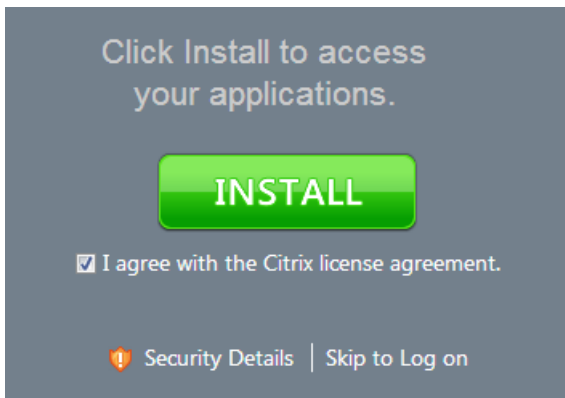 Click Install to access
your applications.
INSTALL
I agree with the Citrix license agreement.
Security Details | Skip to Log on